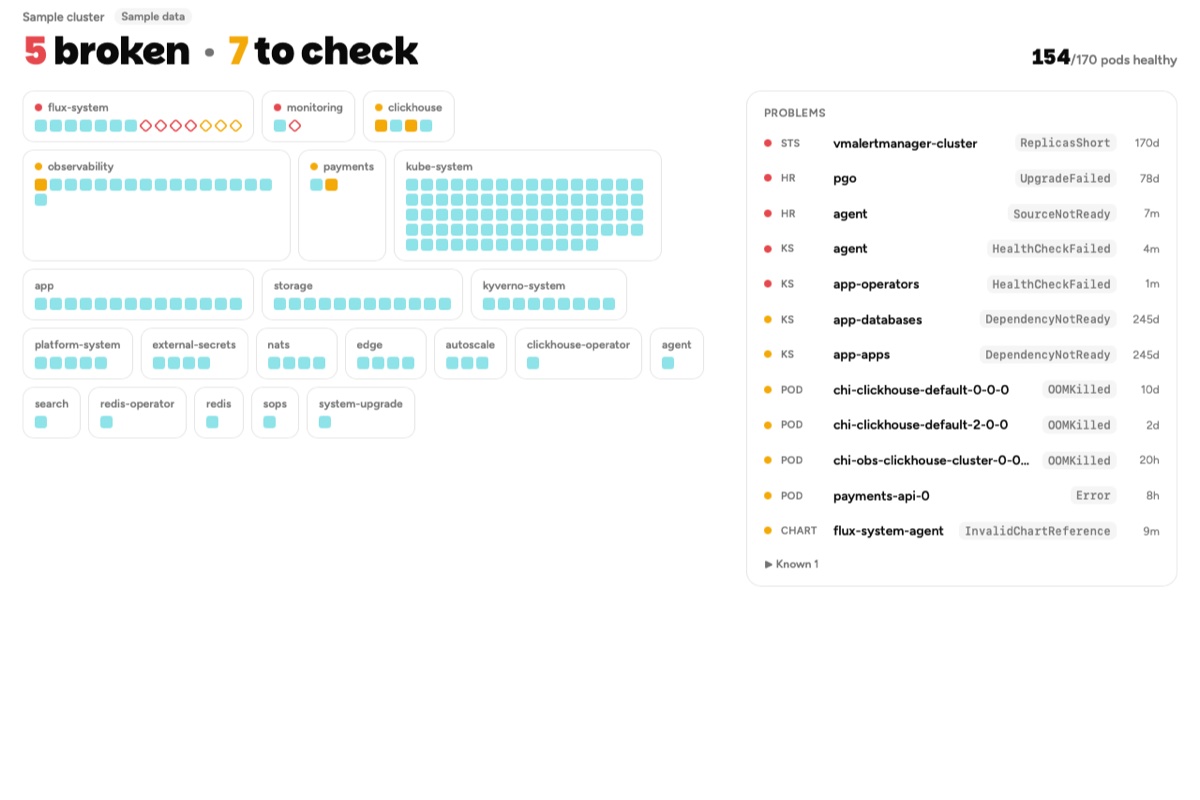 Sample cluster Sample data
5 broken • 7 to check
154/170 pods healthy
flux-system
monitoring
clickhouse
observability
payments
kube-system
app
storage
kyverno-system
platform-system
external-secrets
nats
edge
autoscale
clickhouse-operator
agent
search
redis-operator
redis
sops
system-upgrade
PROBLEMS
STS vmalertmanager-cluster ReplicasShort 170d
HR pgo UpgradeFailed 78d
HR agent SourceNotReady 7m
KS agent HealthCheckFailed 4m
KS app-operators HealthCheckFailed 1m
KS app-databases DependencyNotReady 245d
KS app-apps DependencyNotReady 245d
POD chi-clickhouse-default-0-0-0 OOMKilled 10d
POD chi-clickhouse-default-2-0-0 OOMKilled 2d
POD chi-obs-clickhouse-cluster-0-0... OOMKilled 20h
POD payments-api-0 Error 8h
CHART flux-system-agent InvalidChartReference 9m
▶ Known 1